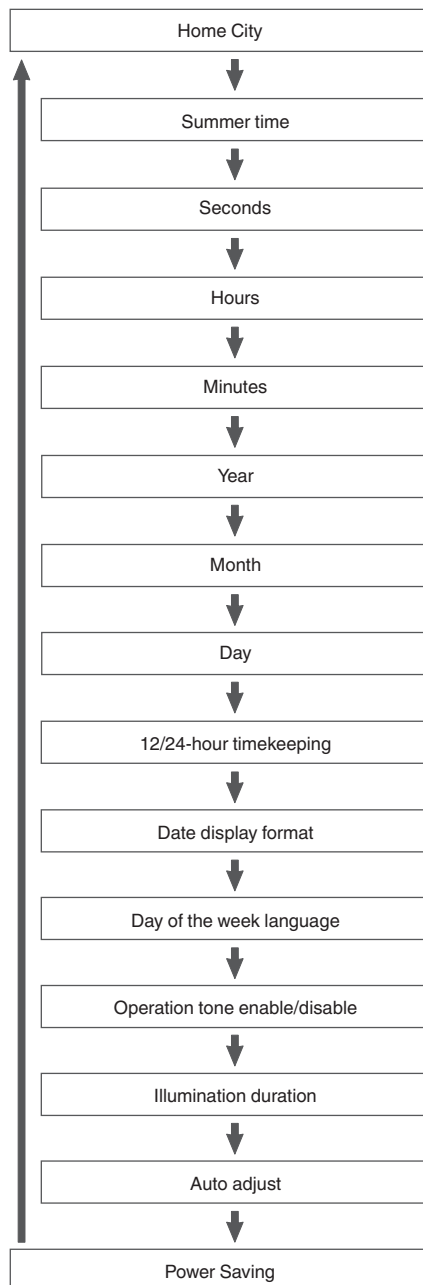 Home City
Summer time
Seconds
Hours
Minutes
Year
Month
Day
12/24-hour timekeeping
Date display format
Day of the week language
Operation tone enable/disable
Illumination duration
Auto adjust
Power Saving